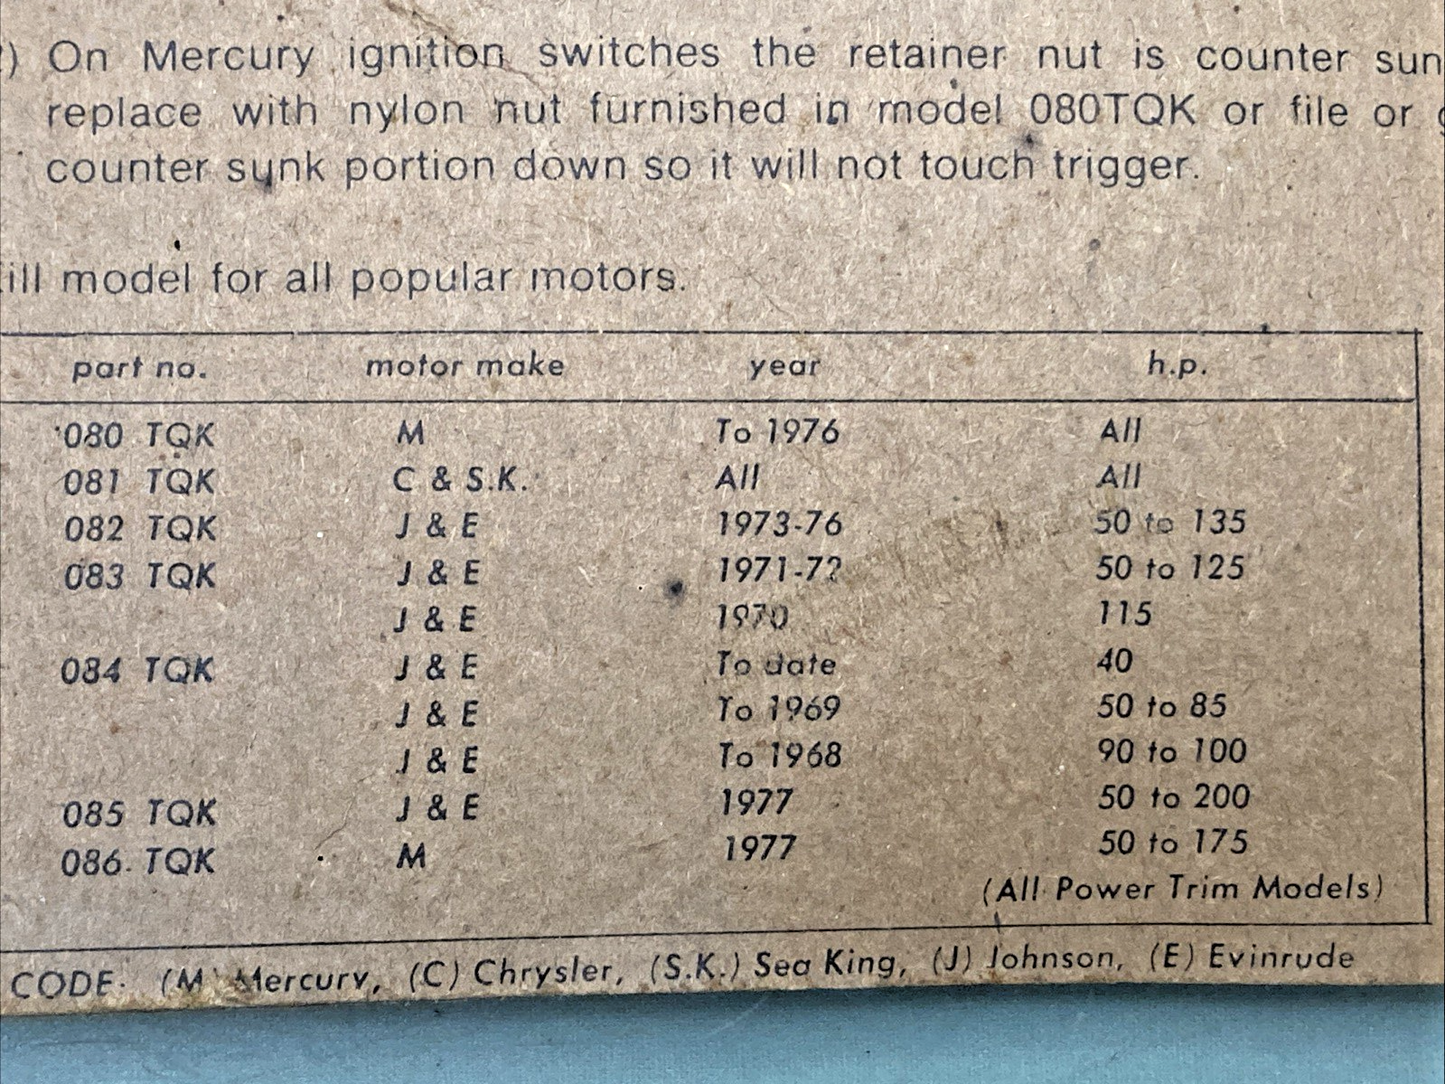 ) On Mercury ignition switches the retainer nut is counter sun
replace with nylon nut furnished in model 080TQK or file or
counter sunk portion down so it will not touch trigger.
ill model for all popular motors.
part no. motor make year h.p.
080 TQK M To 1976 All
081 TQK C & S.K. All All
082 TQK J & E 1973-76 50 to 135
083 TQK J & E 1971-72 50 to 125
J & E 1970 115
084 TQK J & E To date 40
J & E To 1969 50 to 85
J & E To 1968 90 to 100
085 TQK J & E 1977 50 to 200
086 TQK M 1977 50 to 175
(All Power Trim Models)
CODE: (M) Mercury, (C) Chrysler, (S.K.) Sea King, (J) Johnson, (E) Evinrude